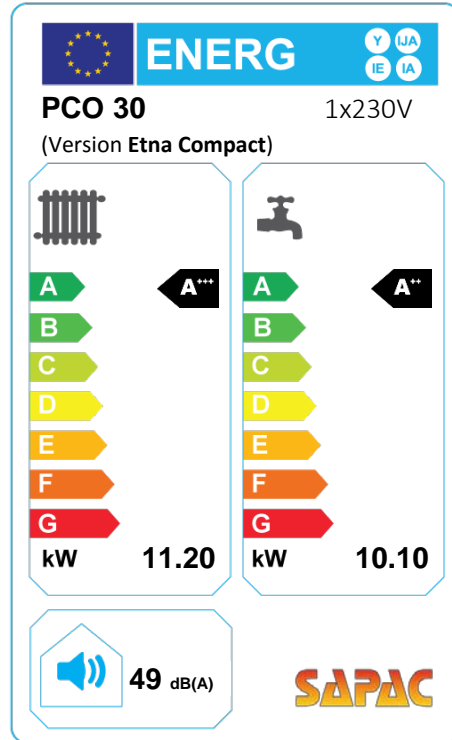 ENERG Y IJA
IE IA
PCO 30 1x230V
(Version Etna Compact)
A A+++
B
C
D
E
F
G
kW 11.20
A A++
B
C
D
E
F
G
kW 10.10
49 dB(A)
SAPAC